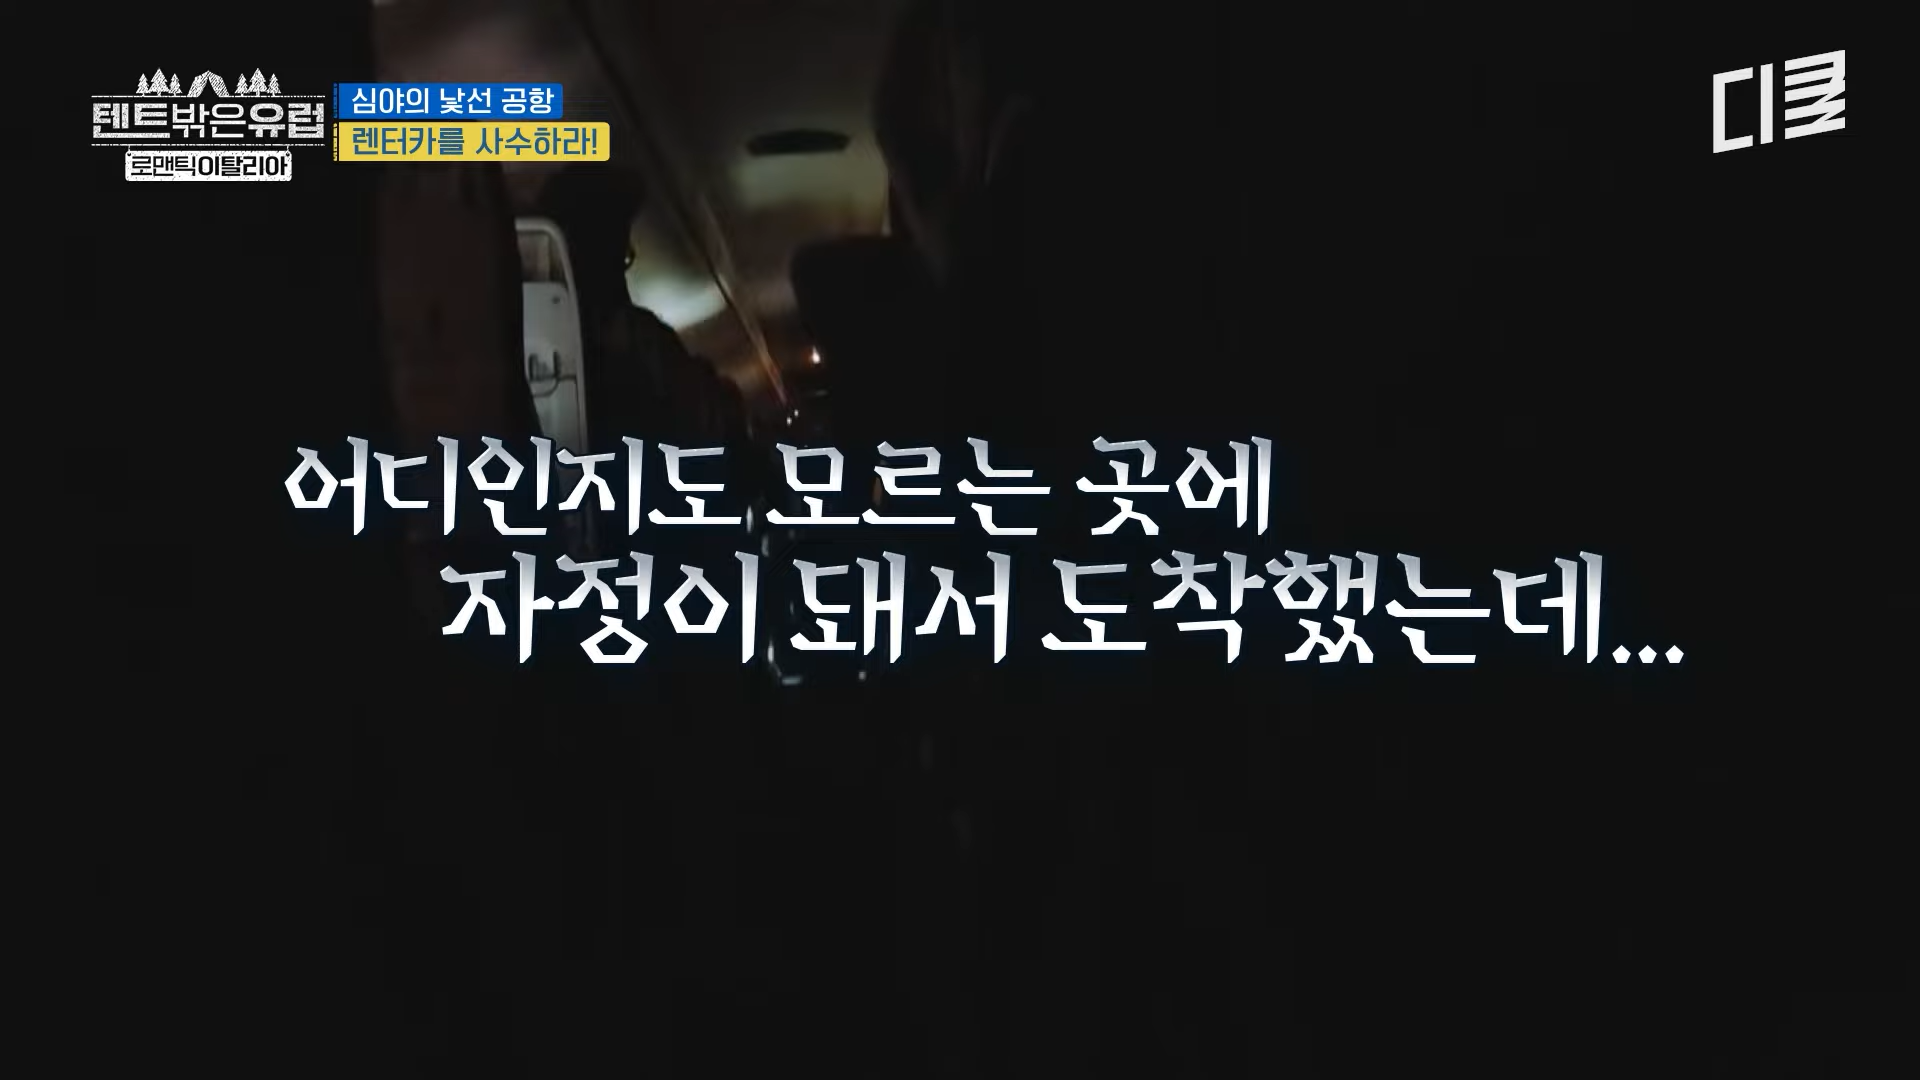 텐트밖은유럽
로맨틱이탈리아
심야의 낯선 공항
렌터카를 사수하라!
디글
어디인지도 모르는 곳에
자정이 돼서 도착했는데...